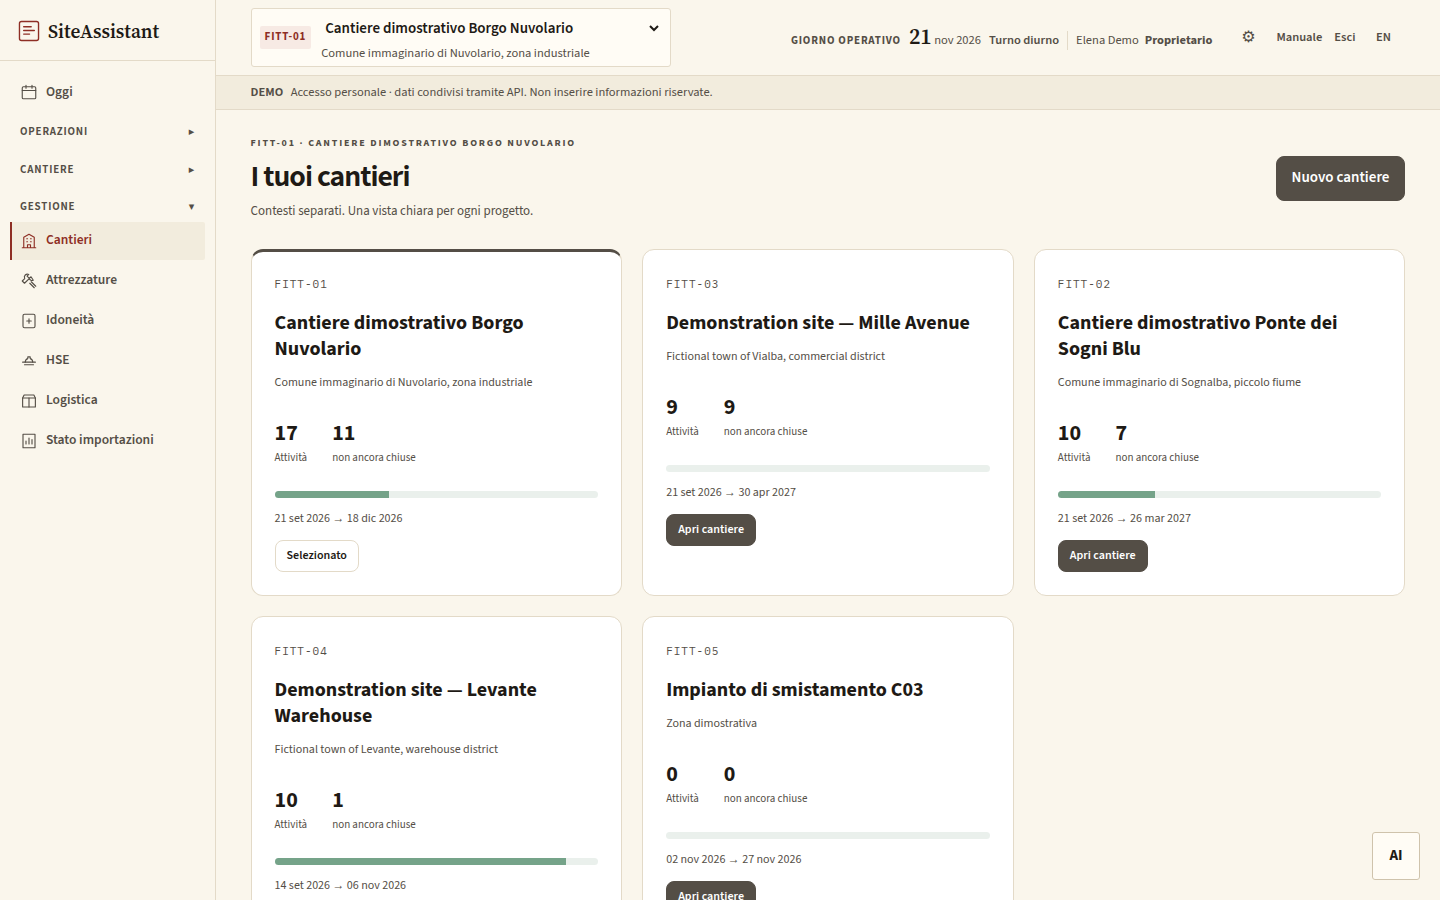 SiteAssistant
FITT-01
Cantiere dimostrativo Borgo Nuvolario
Comune immaginario di Nuvolario, zona industriale
GIORNO OPERATIVO 21 nov 2026 Turno diurno
Elena Demo Proprietario
Manuale
Esci
EN
DEMO Accesso personale · dati condivisi tramite API. Non inserire informazioni riservate.
Oggi
OPERAZIONI
CANTIERE
GESTIONE
Cantieri
Attrezzature
Idoneità
HSE
Logistica
Stato importazioni
FITT-01 · CANTIERE DIMOSTRATIVO BORGO NUVOLARIO
I tuoi cantieri
Contesti separati. Una vista chiara per ogni progetto.
Nuovo cantiere
FITT-01
Cantiere dimostrativo Borgo
Nuvolario
Comune immaginario di Nuvolario, zona industriale
17 11
Attività non ancora chiuse
21 set 2026 → 18 dic 2026
Selezionato
FITT-03
Demonstration site — Mille Avenue
Fictional town of Vialba, commercial district
9 9
Attività non ancora chiuse
21 set 2026 → 30 apr 2027
Apri cantiere
FITT-02
Cantiere dimostrativo Ponte dei
Sogni Blu
Comune immaginario di Sognalba, piccolo fiume
10 7
Attività non ancora chiuse
21 set 2026 → 26 mar 2027
Apri cantiere
FITT-04
Demonstration site — Levante
Warehouse
Fictional town of Levante, warehouse district
10 1
Attività non ancora chiuse
14 set 2026 → 06 nov 2026
FITT-05
Impianto di smistamento C03
Zona dimostrativa
0 0
Attività non ancora chiuse
02 nov 2026 → 27 nov 2026
Apri cantiere
AI